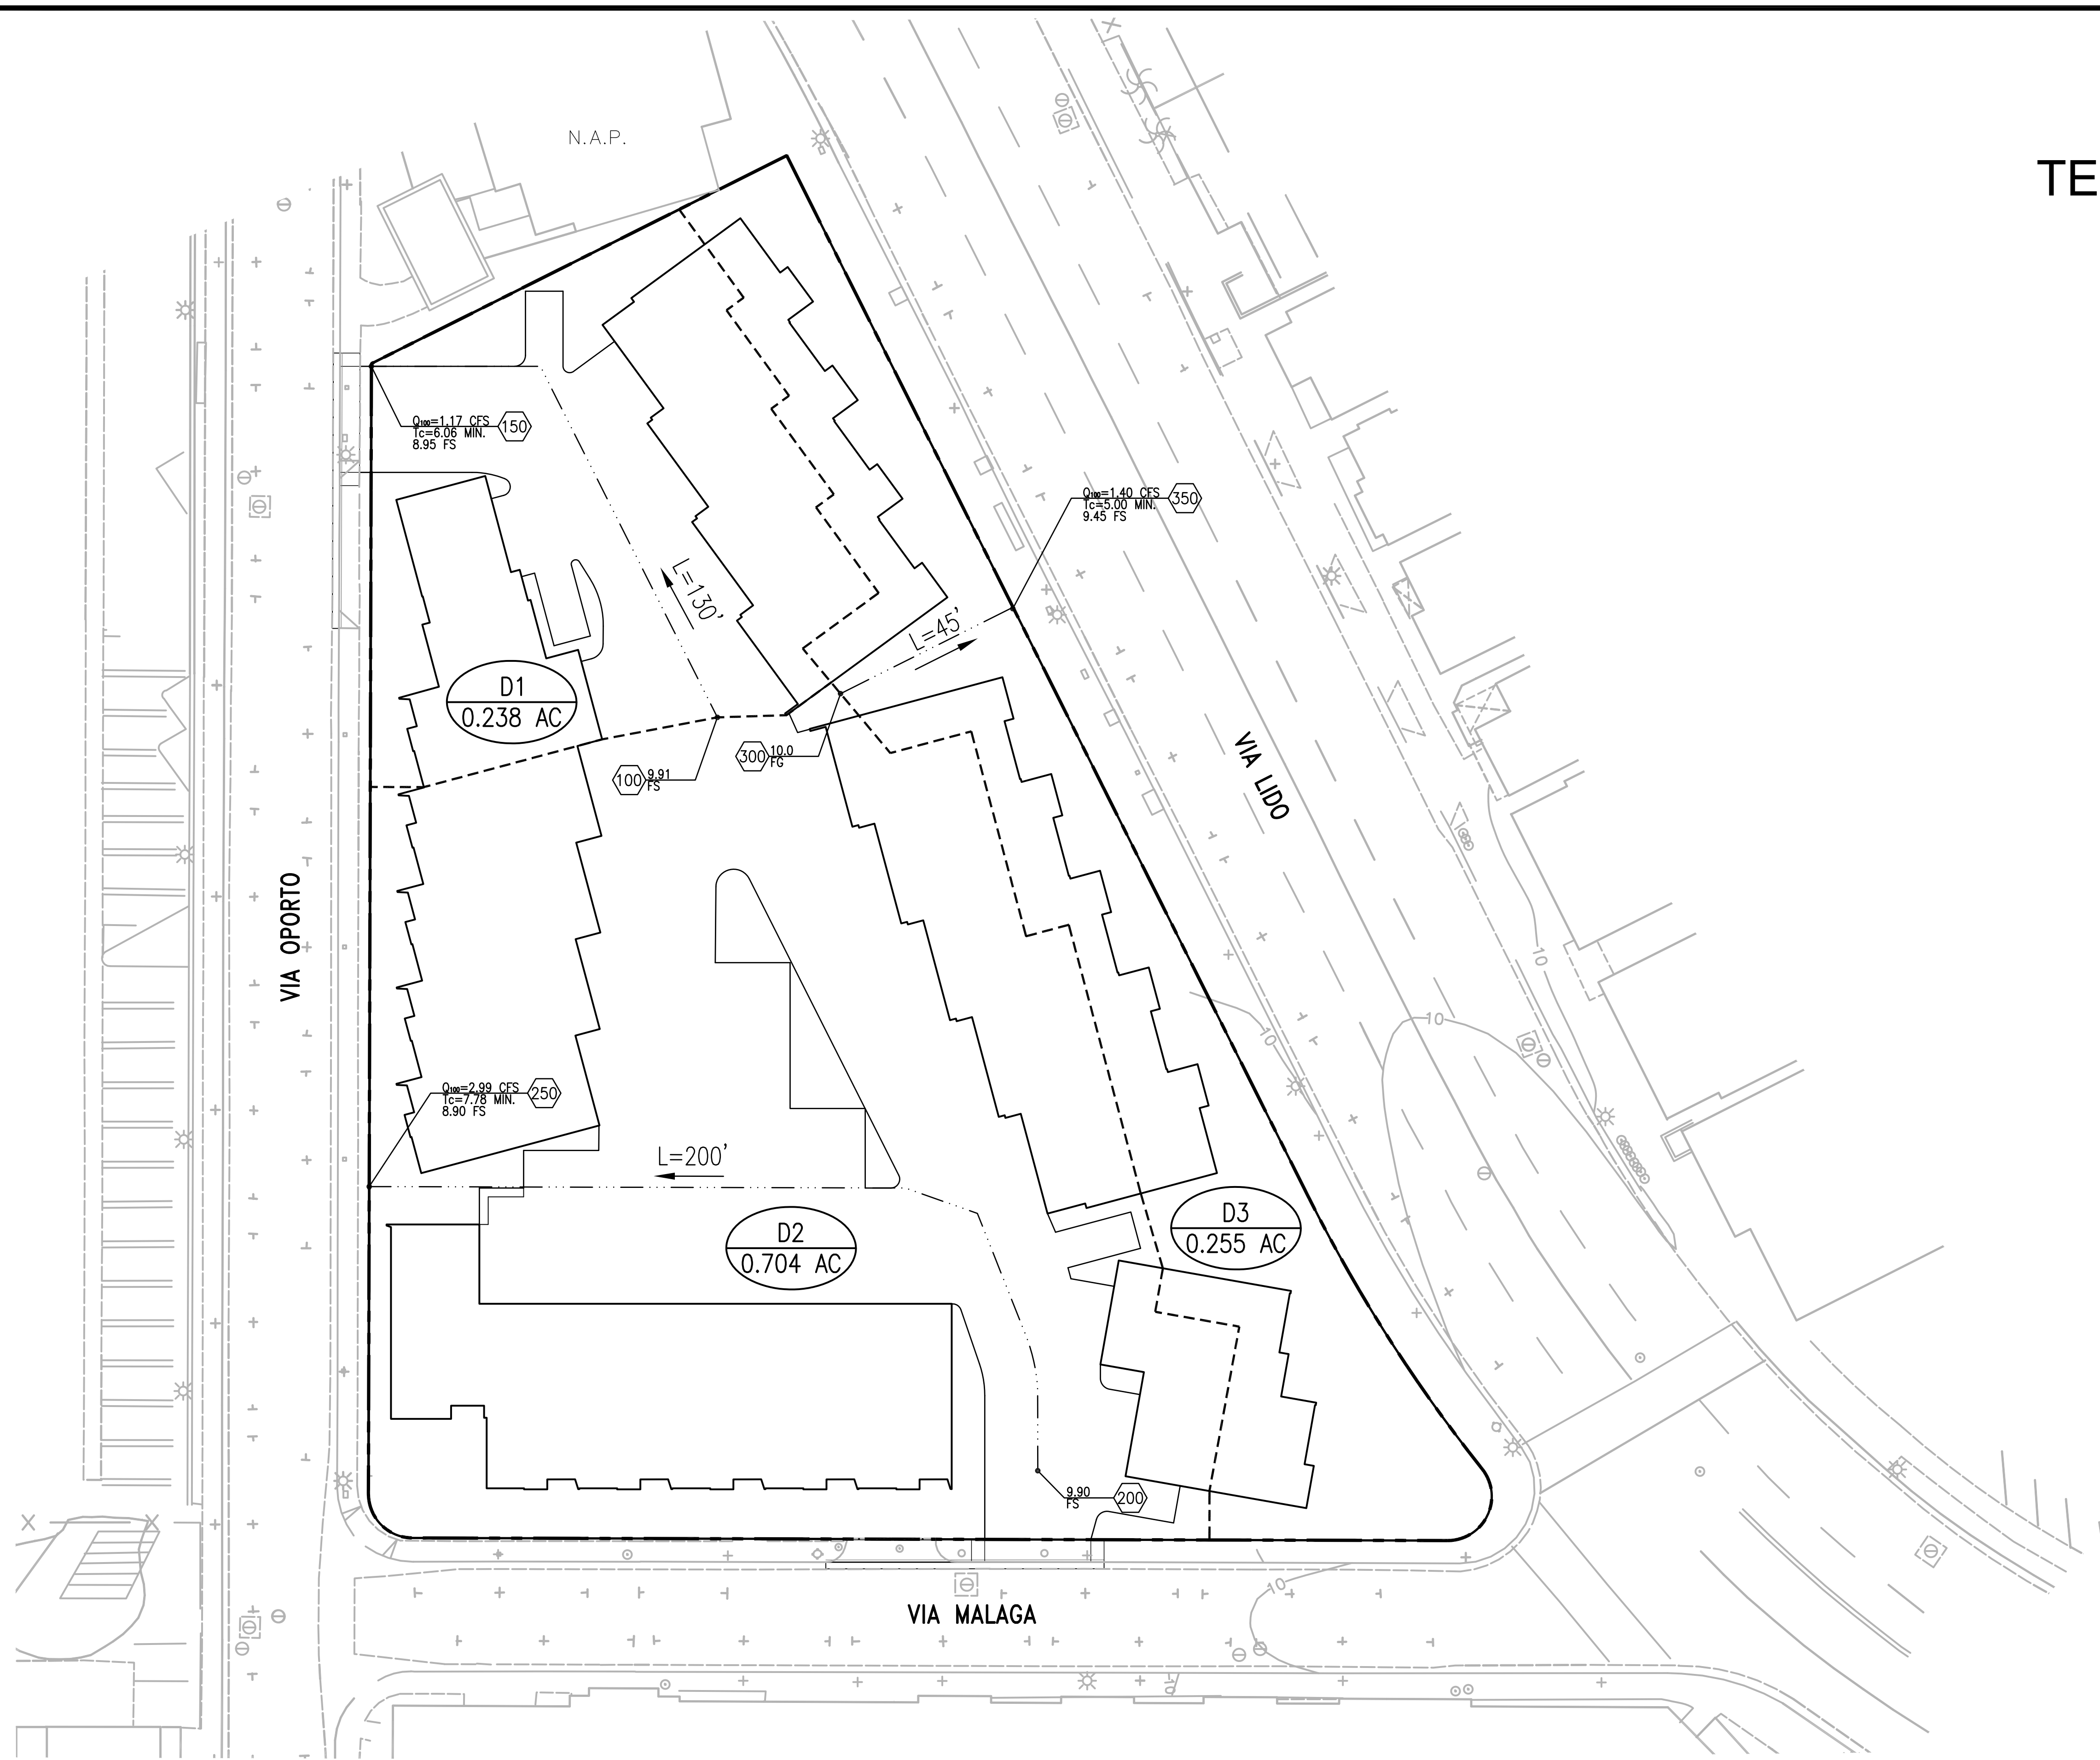 N.A.P.
TE
Q₁₀₀=1.17 CFS
Tc=6.06 MIN.
8.95 FS
150
Q₁₀₀=1.40 CFS
Tc=5.00 MIN.
9.45 FS
350
L=130'
L=45'
D1
0.238 AC
100
9.91
FS
300
10.0
FG
VIA LIDO
VIA OPORTO
10
10
10
Q₁₀₀=2.99 CFS
Tc=7.78 MIN.
8.90 FS
250
L=200'
D2
0.704 AC
D3
0.255 AC
9.90
FS
200
10
VIA MALAGA
10